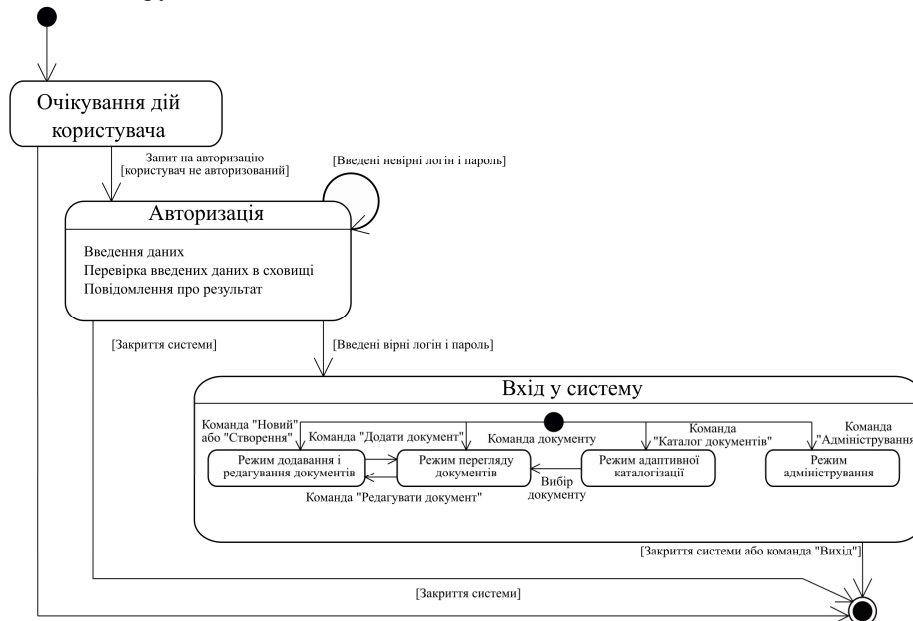 Очікування дій
користувача
Запит на авторизацію
[користувач не авторизований]
[Введені невірні логін і пароль]
Авторизація
Введення даних
Перевірка введених даних в сховищі
Повідомлення про результат
[Закриття системи]
[Введені вірні логін і пароль]
Вхід у систему
Команда "Новий"
або "Створення"
Команда "Додати документ"
Команда документу
Команда
"Каталог документів"
Команда
"Адміністрування
Режим додавання і
редагування документів
Режим перегляду
документів
Режим адаптивної
каталогізації
Режим
адміністрування
Команда "Редагувати документ"
Вибір
документу
[Закриття системи або команда "Вихід"]
[Закриття системи]